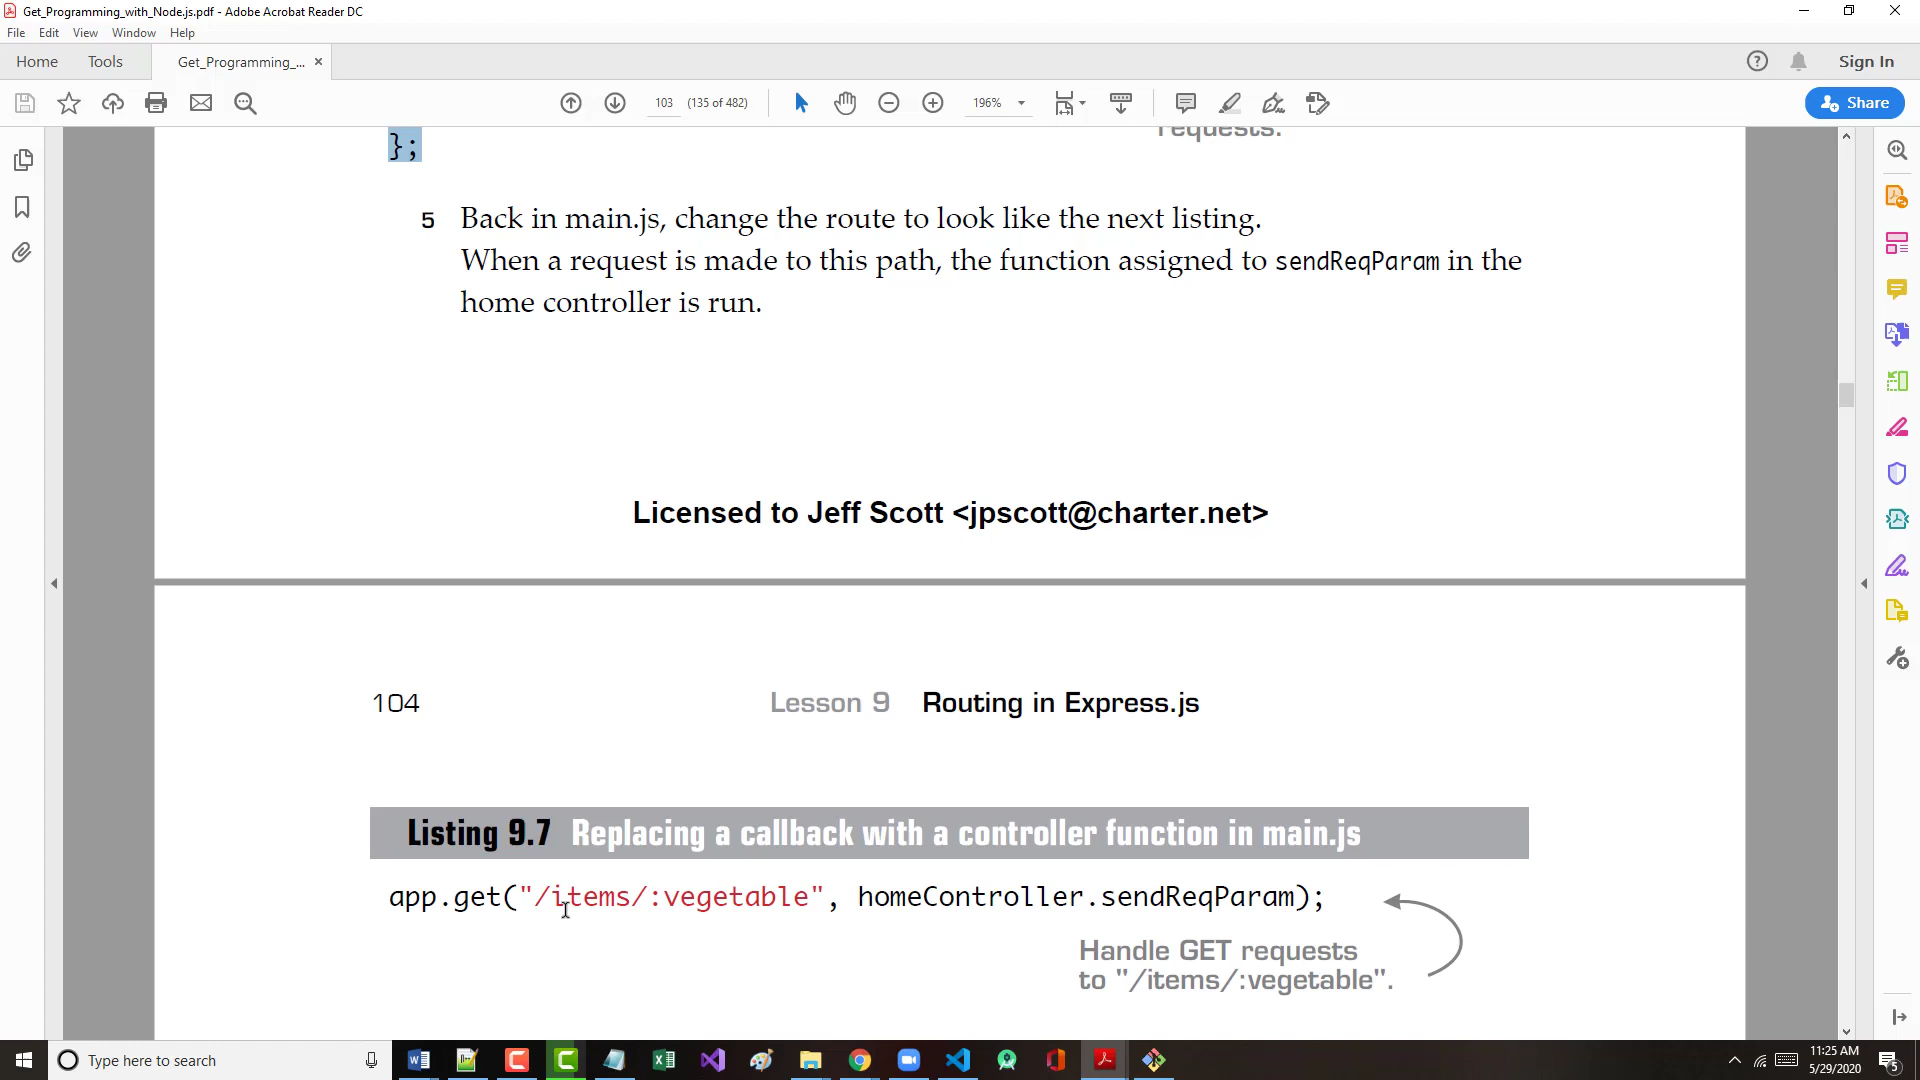 Get_Programming_with_Node.js.pdf - Adobe Acrobat Reader DC
File Edit View Window Help
Home Tools Get_Programming_... × Sign In
103 (135 of 482) 196% Share
requests.
};
5 Back in main.js, change the route to look like the next listing.
When a request is made to this path, the function assigned to sendReqParam in the
home controller is run.
Licensed to Jeff Scott <jpscott@charter.net>
104 Lesson 9 Routing in Express.js
Listing 9.7 Replacing a callback with a controller function in main.js
app.get("/items/:vegetable", homeController.sendReqParam);
Handle GET requests
to "/items/:vegetable".
Type here to search
11:25 AM
5/29/2020
5